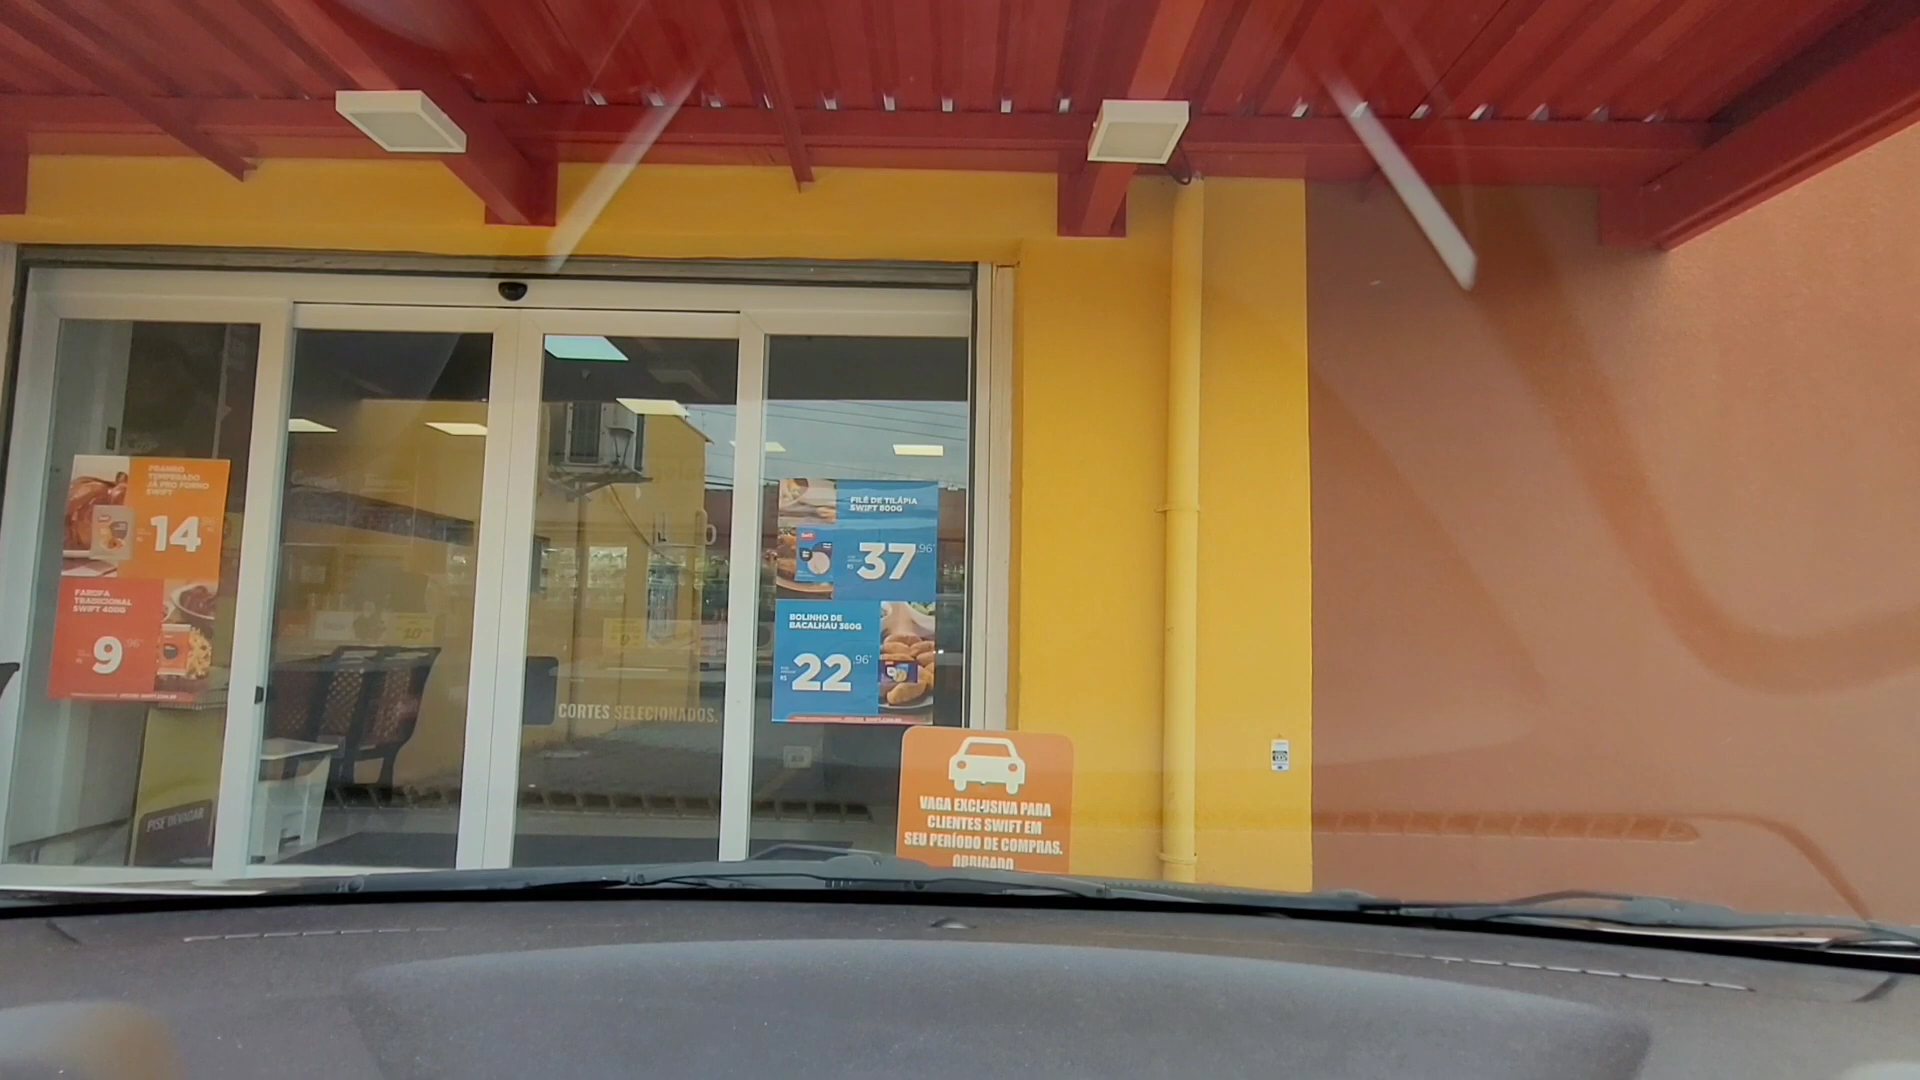 FRANGO
TEMPERADO
JÁ PRO FORNO
SWIFT
R$ 14
FAROFA
TRADICIONAL
SWIFT 400G
R$ 9,96
FILÉ DE TILÁPIA
SWIFT 800G
R$ 37,96
BOLINHO DE
BACALHAU 360G
R$ 22,96
CORTES SELECIONADOS.
PISE DEVAGAR
VAGA EXCLUSIVA PARA
CLIENTES SWIFT EM
SEU PERÍODO DE COMPRAS.
OBRIGADO